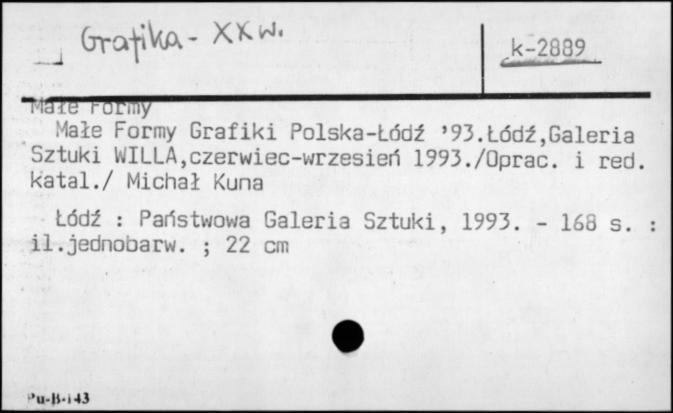 Grafika - XX w.
k-2889
Małe Formy
Małe Formy Grafiki Polska-Łódź '93.Łódź,Galeria
Sztuki WILLA,czerwiec-wrzesień 1993./Oprac. i red.
katal./ Michał Kuna
Łódź : Państwowa Galeria Sztuki, 1993. - 168 s. :
il.jednobarw. ; 22 cm
Pu-B-143